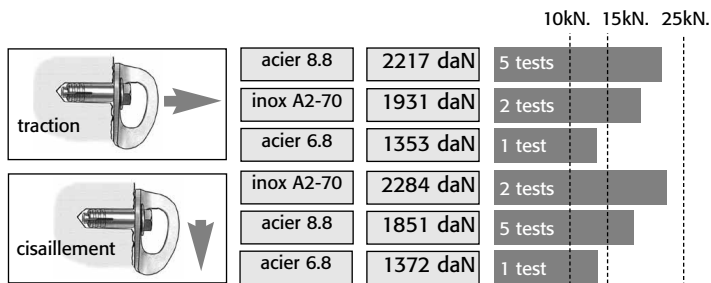 10kN. 15kN. 25kN.
traction
acier 8.8 2217 daN 5 tests
inox A2-70 1931 daN 2 tests
acier 6.8 1353 daN 1 test
cisaillement
inox A2-70 2284 daN 2 tests
acier 8.8 1851 daN 5 tests
acier 6.8 1372 daN 1 test